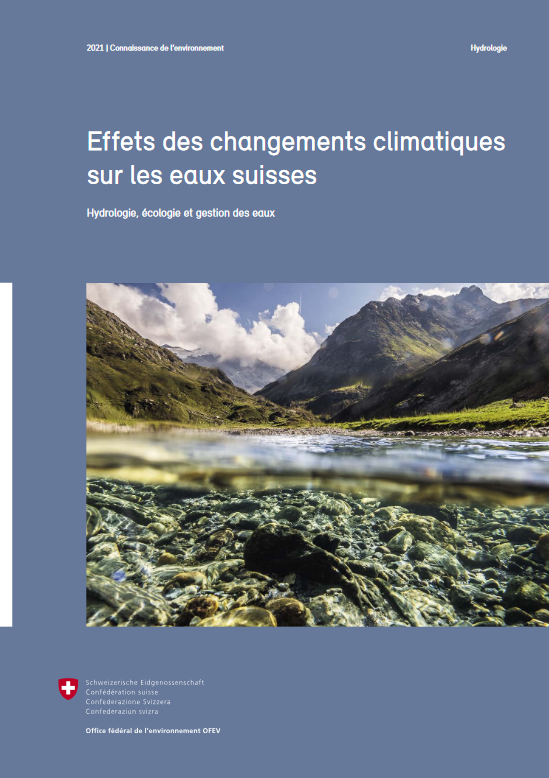 2021 | Connaissance de l'environnement
Hydrologie
Effets des changements climatiques
sur les eaux suisses
Hydrologie, écologie et gestion des eaux
Schweizerische Eidgenossenschaft
Confédération suisse
Confederazione Svizzera
Confederaziun svizra
Office fédéral de l'environnement OFEV